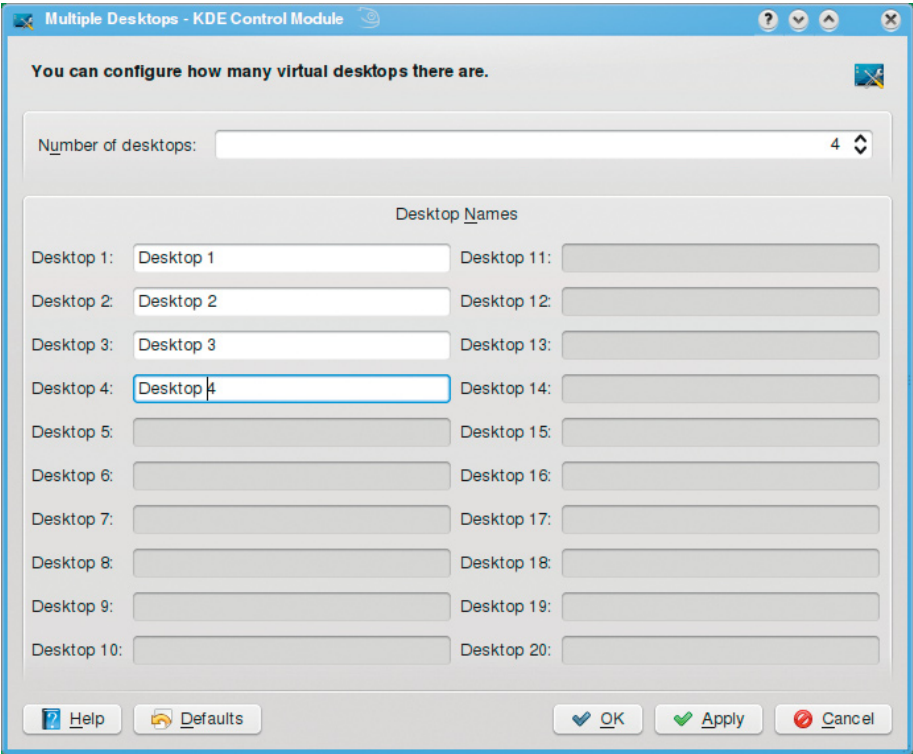 Multiple Desktops - KDE Control Module
You can configure how many virtual desktops there are.
Number of desktops: 4
Desktop Names
Desktop 1: Desktop 1 Desktop 11:
Desktop 2: Desktop 2 Desktop 12:
Desktop 3: Desktop 3 Desktop 13:
Desktop 4: Desktop 4 Desktop 14:
Desktop 5: Desktop 15:
Desktop 6: Desktop 16:
Desktop 7: Desktop 17:
Desktop 8: Desktop 18:
Desktop 9: Desktop 19:
Desktop 10: Desktop 20:
Help Defaults OK Apply Cancel